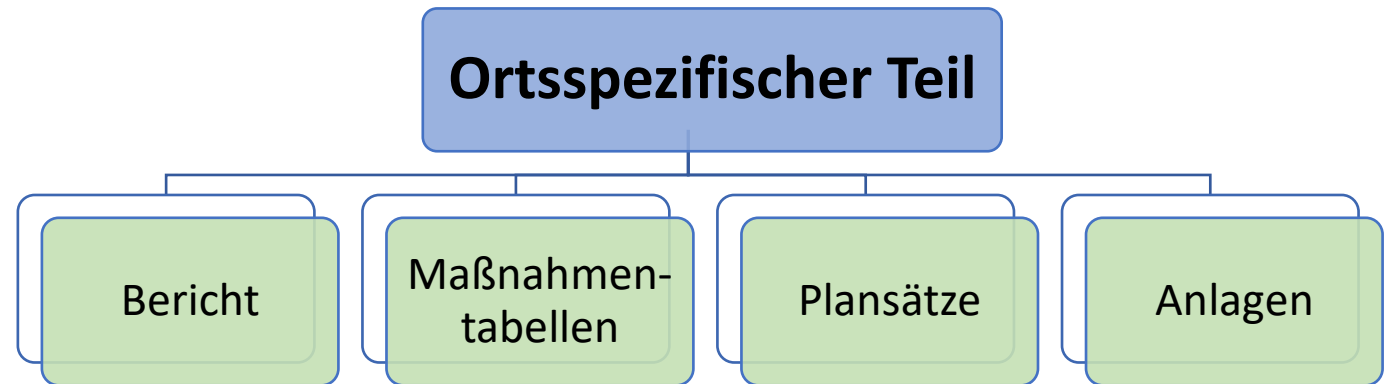 Ortsspezifischer Teil
Bericht
Maßnahmen-
tabellen
Plansätze
Anlagen